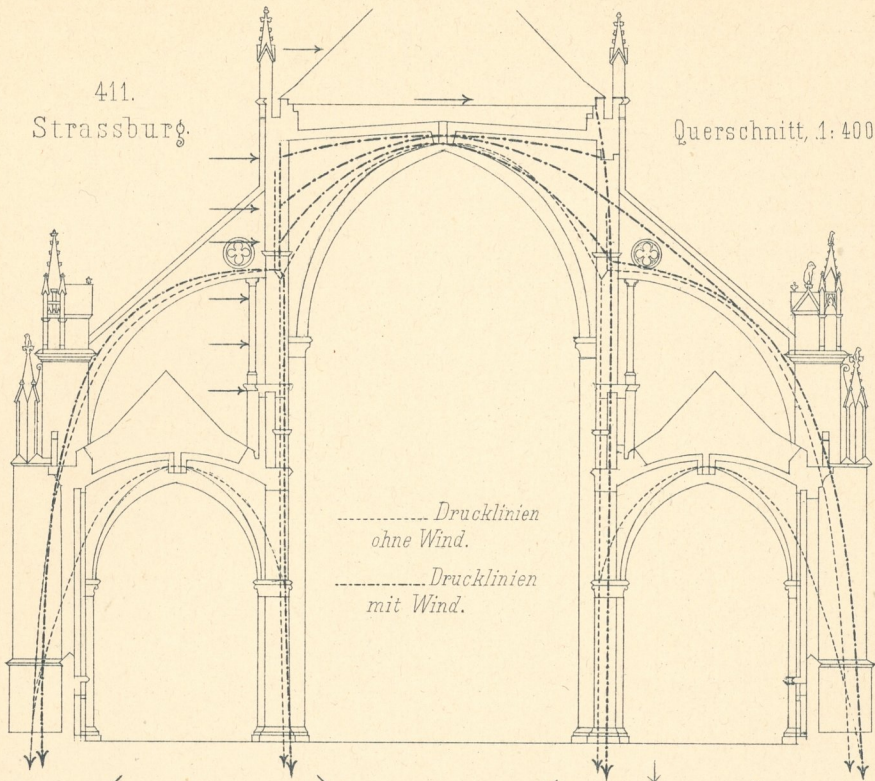 411.
Strassburg.
Querschnitt, 1:400
Drucklinien
ohne Wind.
Drucklinien
mit Wind.